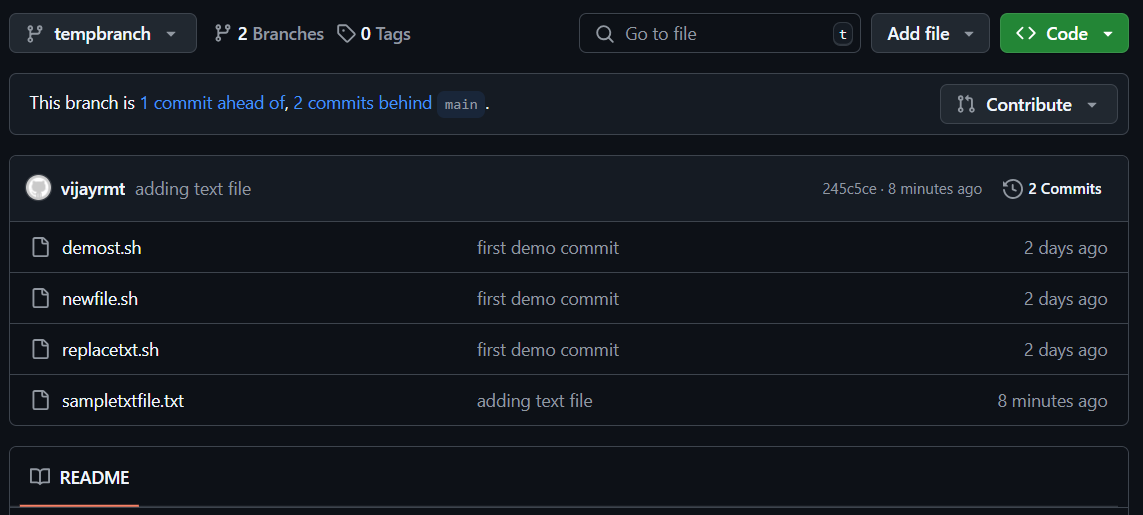 tempbranch 2 Branches 0 Tags Go to file t Add file Code
This branch is 1 commit ahead of, 2 commits behind main .
Contribute
vijayrmt adding text file 245c5ce · 8 minutes ago 2 Commits
demost.sh first demo commit 2 days ago
newfile.sh first demo commit 2 days ago
replacetxt.sh first demo commit 2 days ago
sampletxtfile.txt adding text file 8 minutes ago
README